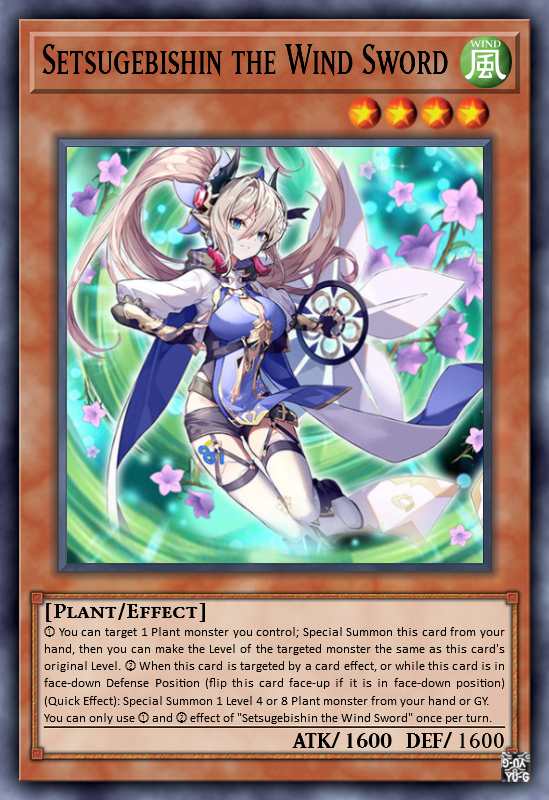 SETSUGEBISHIN THE WIND SWORD
WIND
風
[PLANT/EFFECT]
① You can target 1 Plant monster you control; Special Summon this card from your
hand, then you can make the Level of the targeted monster the same as this card's
original Level. ② When this card is targeted by a card effect, or while this card is in
face-down Defense Position (flip this card face-up if it is in face-down position)
(Quick Effect): Special Summon 1 Level 4 or 8 Plant monster from your hand or GY.
You can only use ① and ② effect of "Setsugebishin the Wind Sword" once per turn.
ATK/ 1600 DEF/ 1600
YU-G